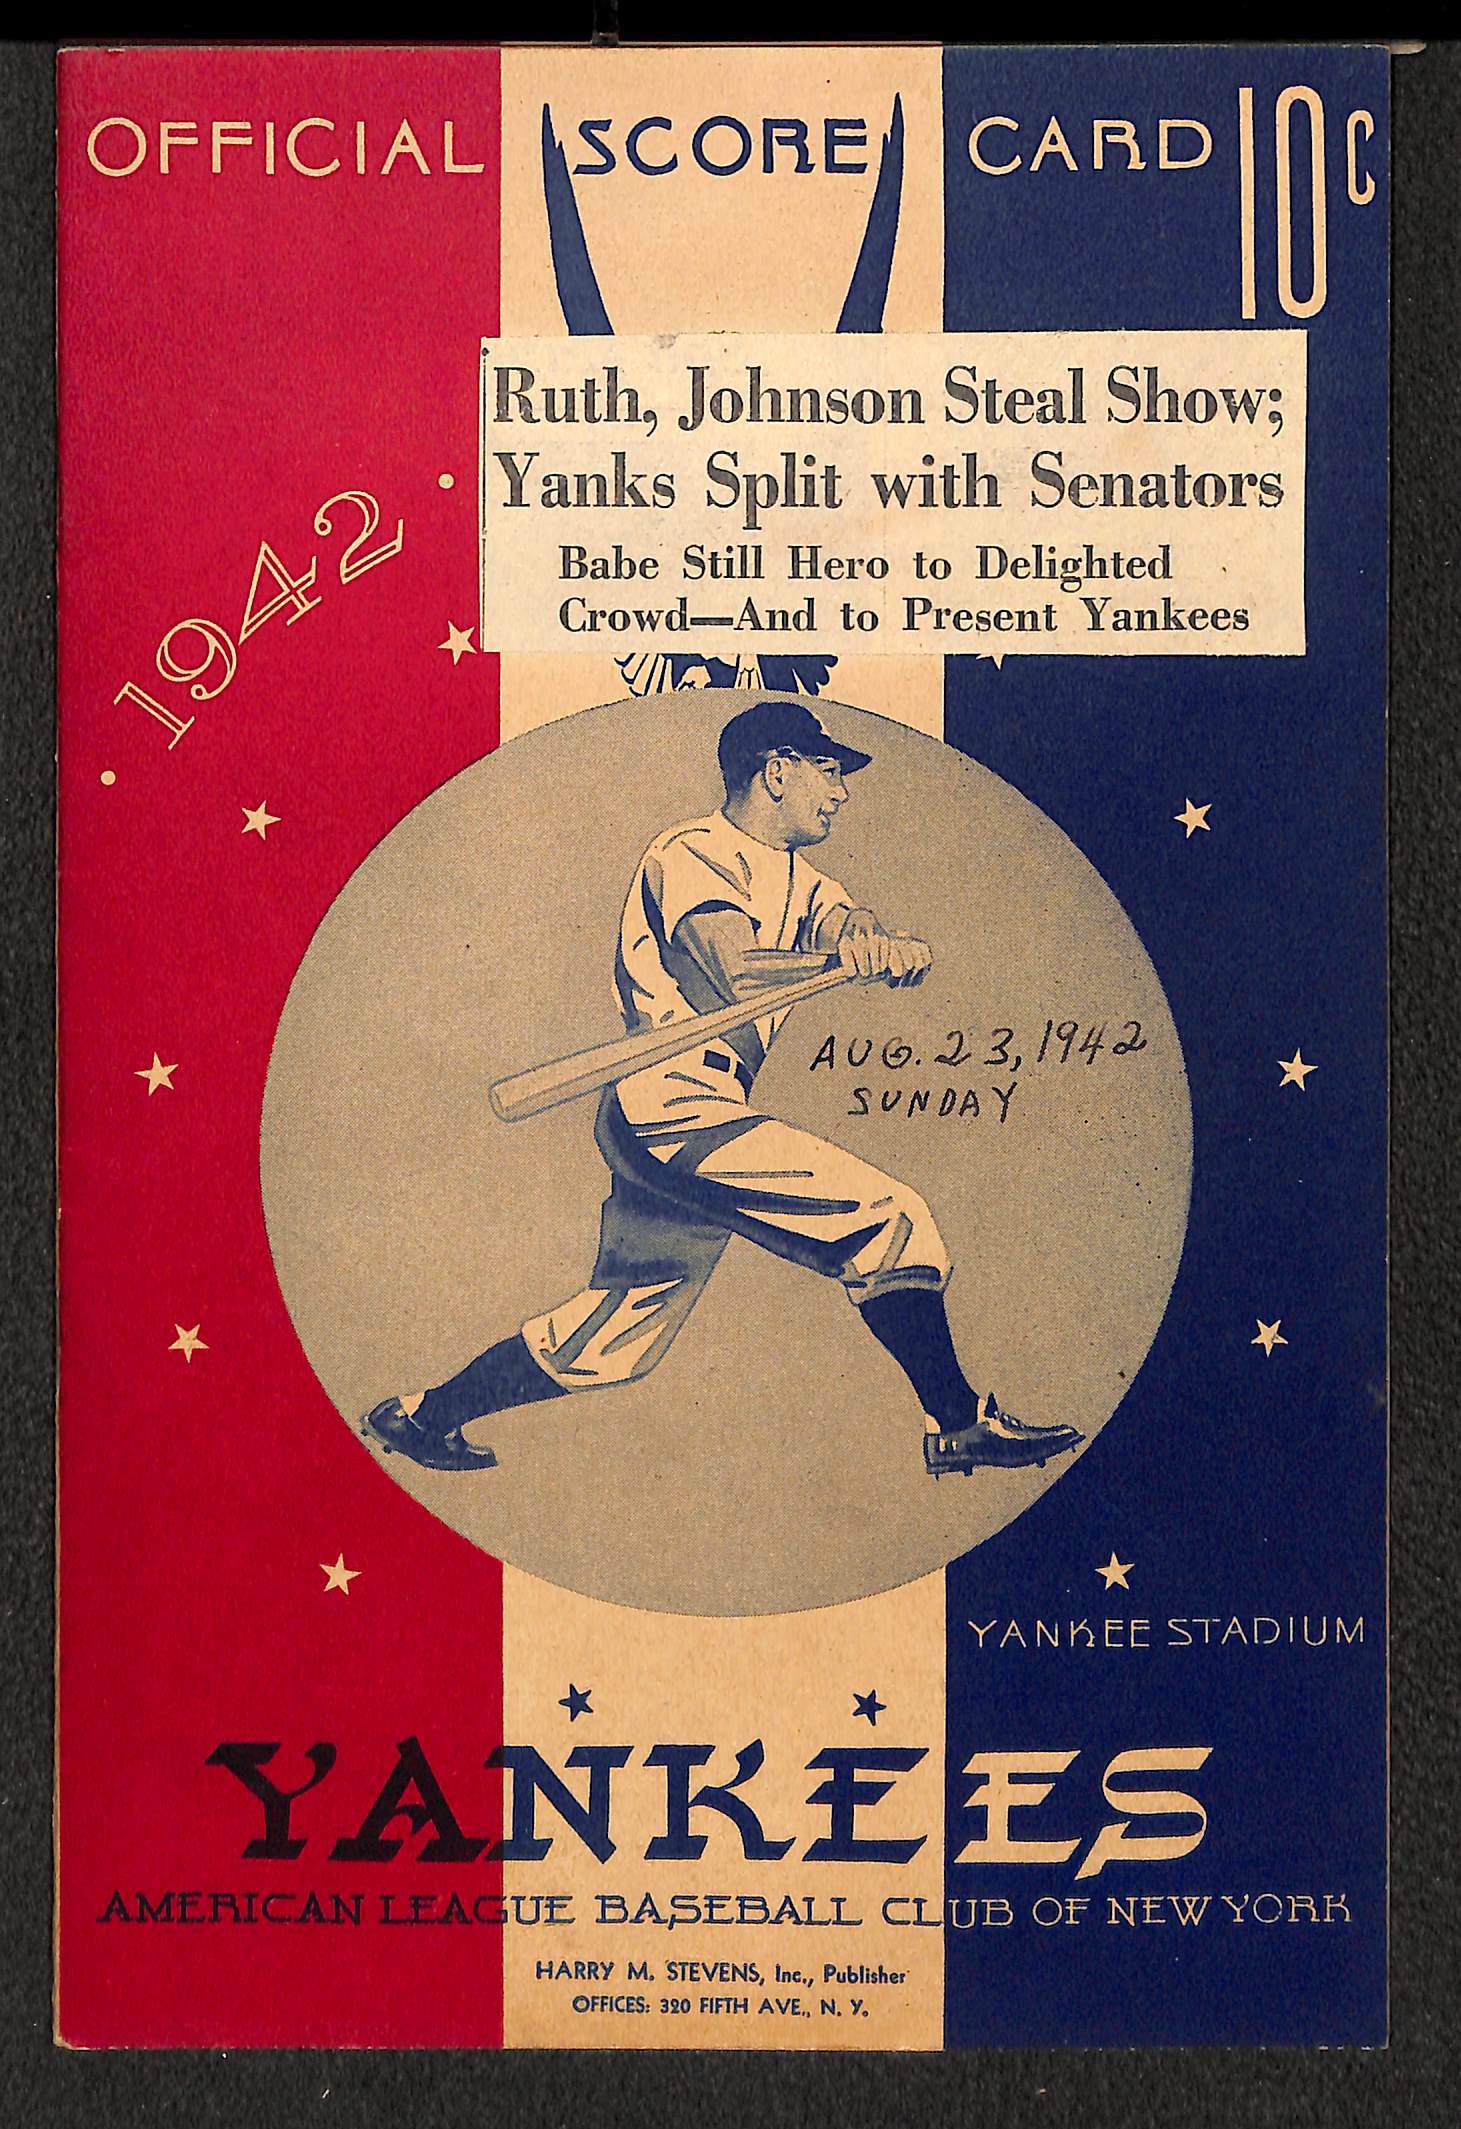 OFFICIAL SCORE CARD 10c
Ruth, Johnson Steal Show;
Yanks Split with Senators
Babe Still Hero to Delighted
Crowd—And to Present Yankees
· 1942 ·
AUG. 23, 1942
SUNDAY
YANKEE STADIUM
YANKEES
AMERICAN LEAGUE BASEBALL CLUB OF NEW YORK
HARRY M. STEVENS, Inc., Publisher
OFFICES: 320 FIFTH AVE., N. Y.